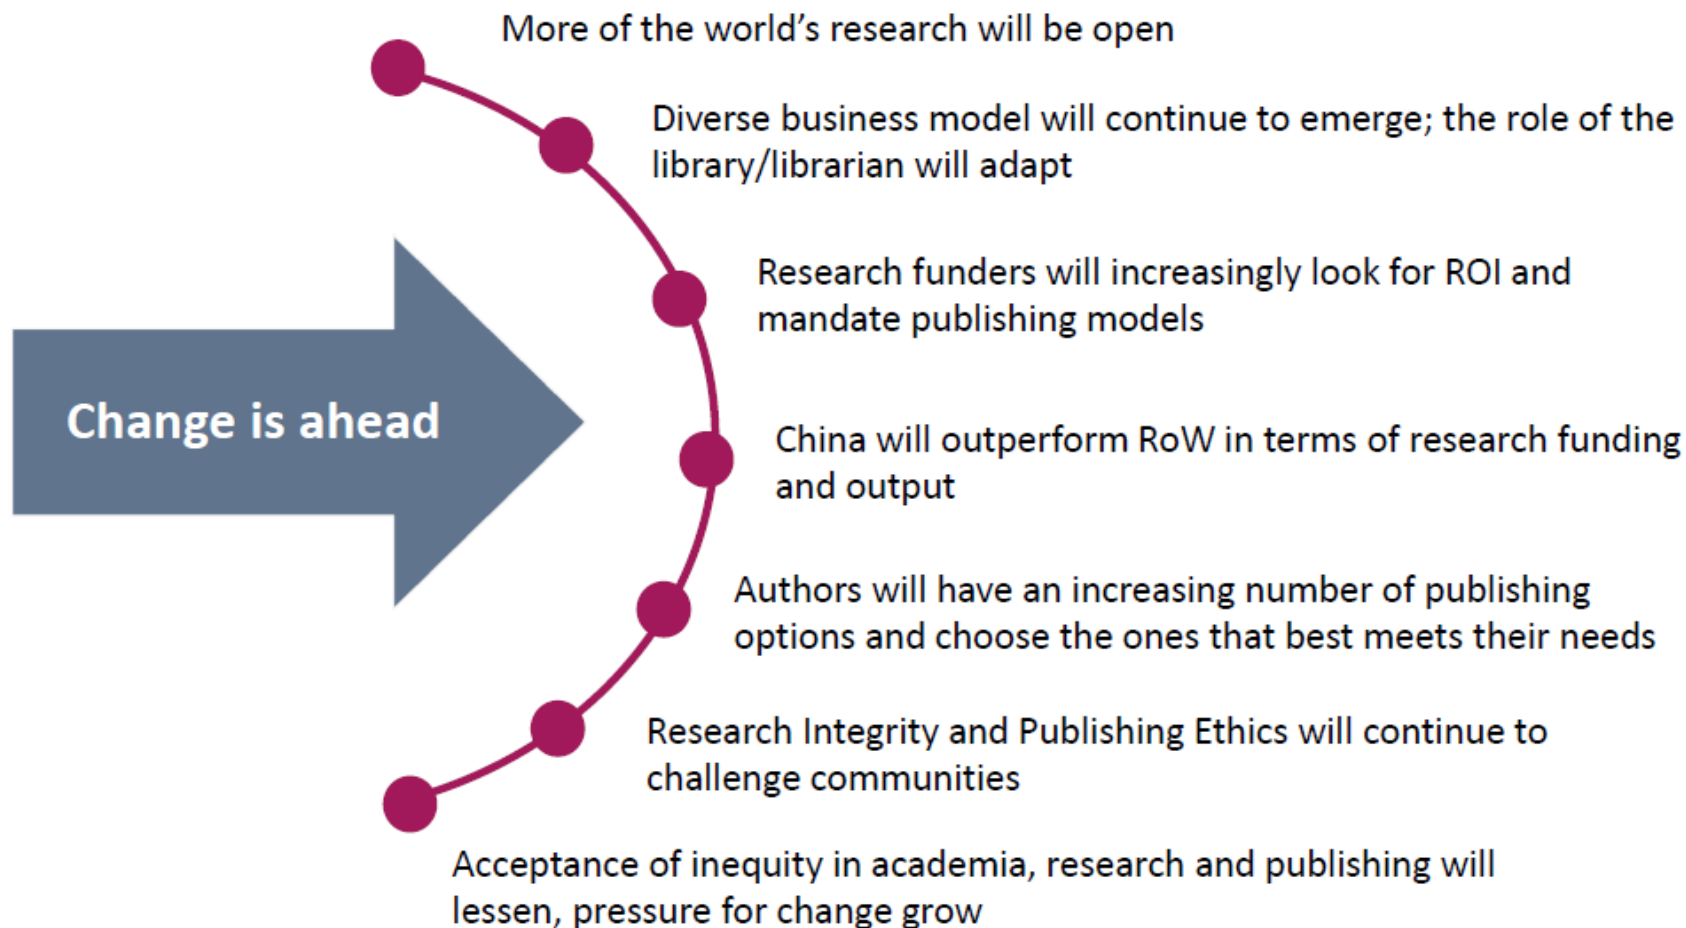 More of the world's research will be open
Diverse business model will continue to emerge; the role of the
library/librarian will adapt
Research funders will increasingly look for ROI and
mandate publishing models
Change is ahead
China will outperform RoW in terms of research funding
and output
Authors will have an increasing number of publishing
options and choose the ones that best meets their needs
Research Integrity and Publishing Ethics will continue to
challenge communities
Acceptance of inequity in academia, research and publishing will
lessen, pressure for change grow